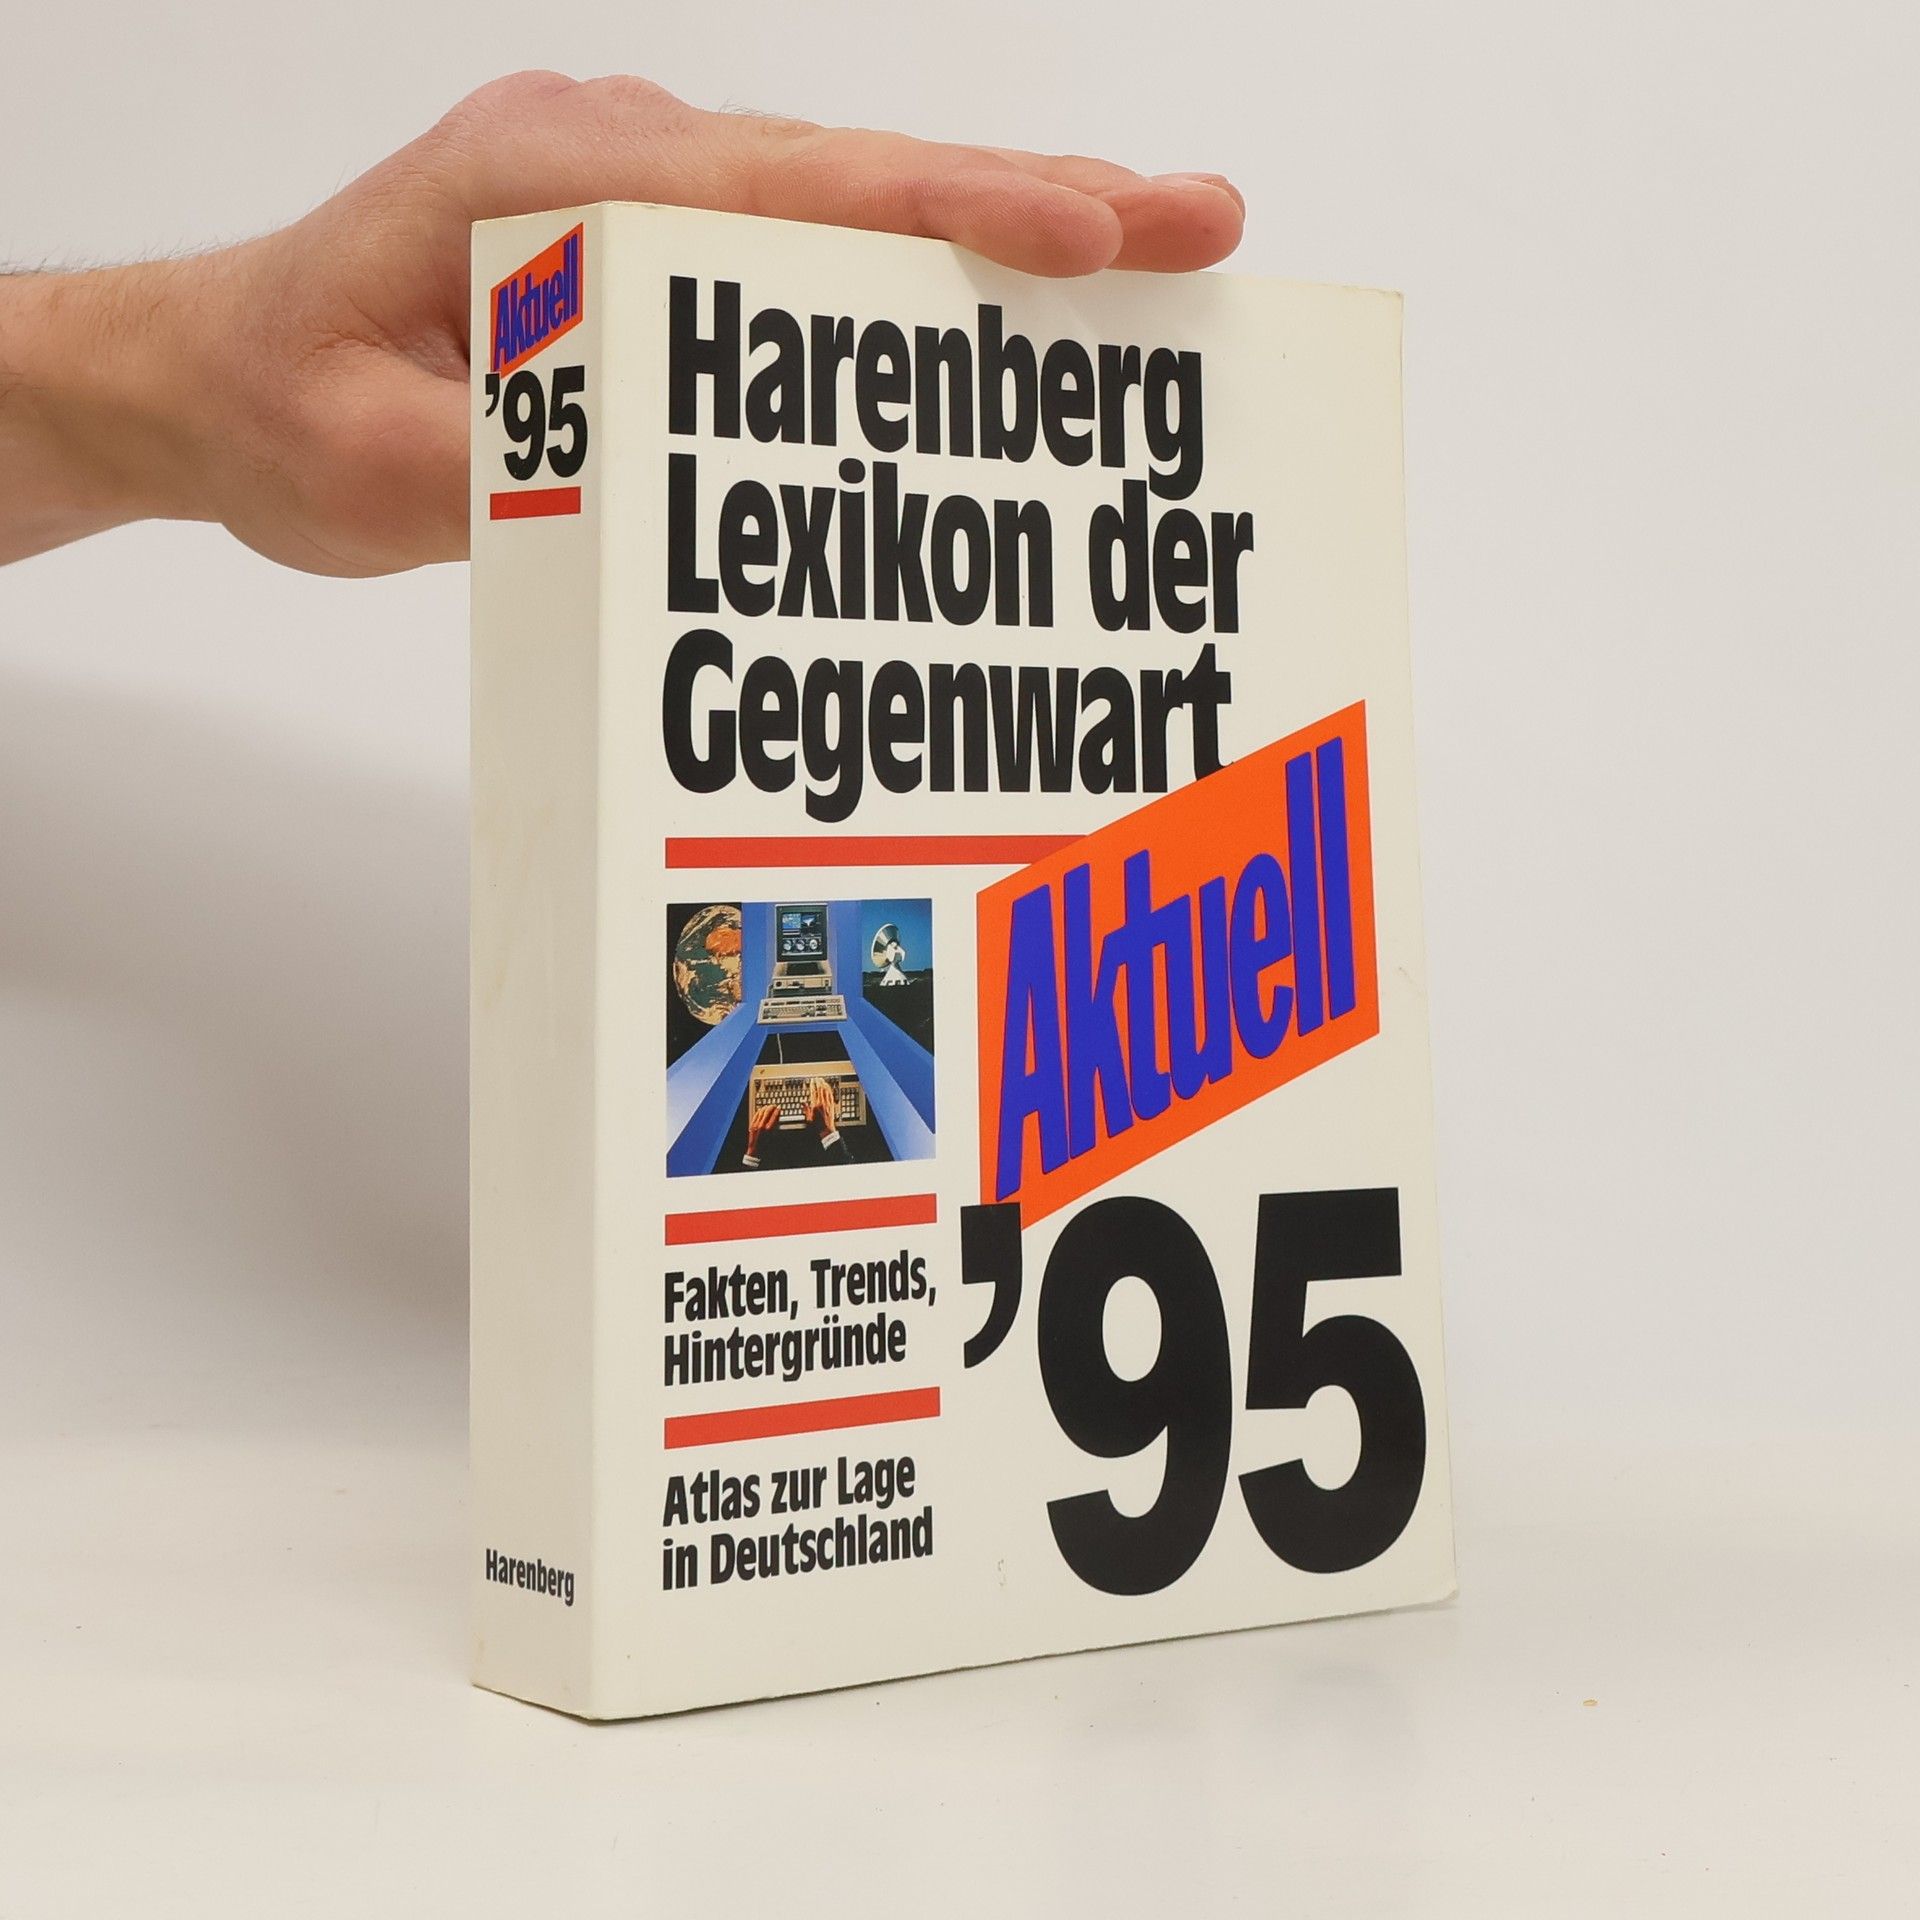 Aktuell
’95
Harenberg
Harenberg
Lexikon der
Gegenwart
Aktuell
’95
Fakten, Trends,
Hintergründe
Atlas zur Lage
in Deutschland